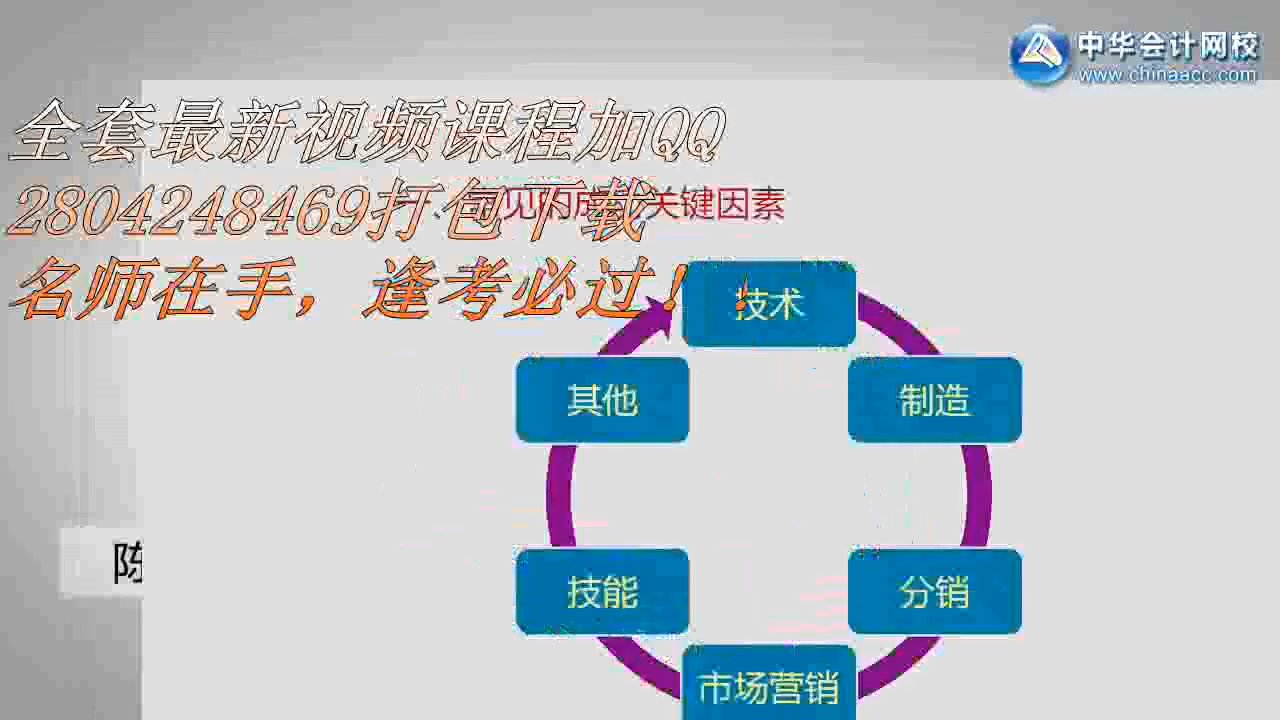 中华会计网校
www.chinaacc.com
全套最新视频课程加QQ
2804248469打包下载
关键因素
名师在手，逢考必过！！
技术
其他
制造
技能
分销
市场营销
陈